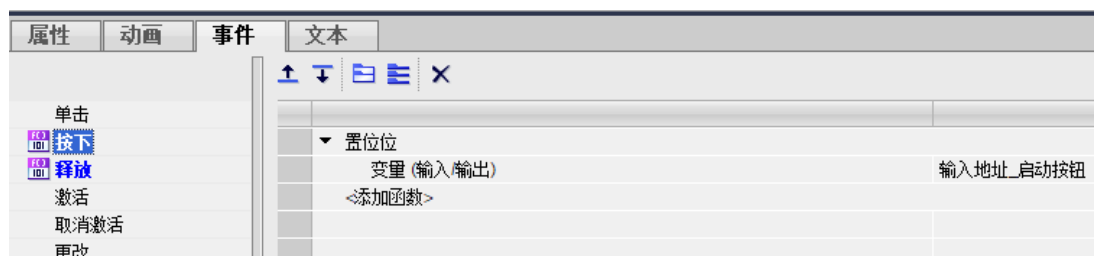 属性 动画 事件 文本
单击
按下 ▼ 置位位
释放 变量 (输入/输出) 输入地址_启动按钮
激活 <添加函数>
取消激活
更改